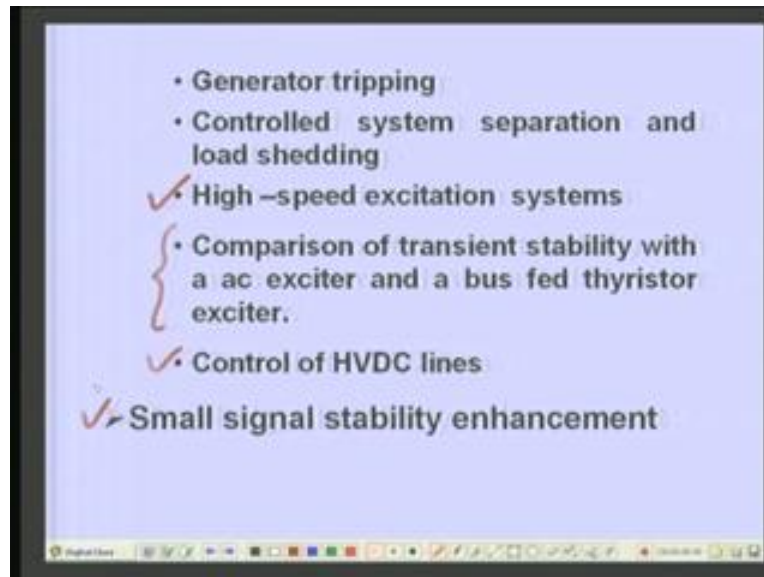 • Generator tripping
• Controlled system separation and
load shedding
• High –speed excitation systems
• Comparison of transient stability with
a ac exciter and a bus fed thyristor
exciter.
• Control of HVDC lines
➢ Small signal stability enhancement